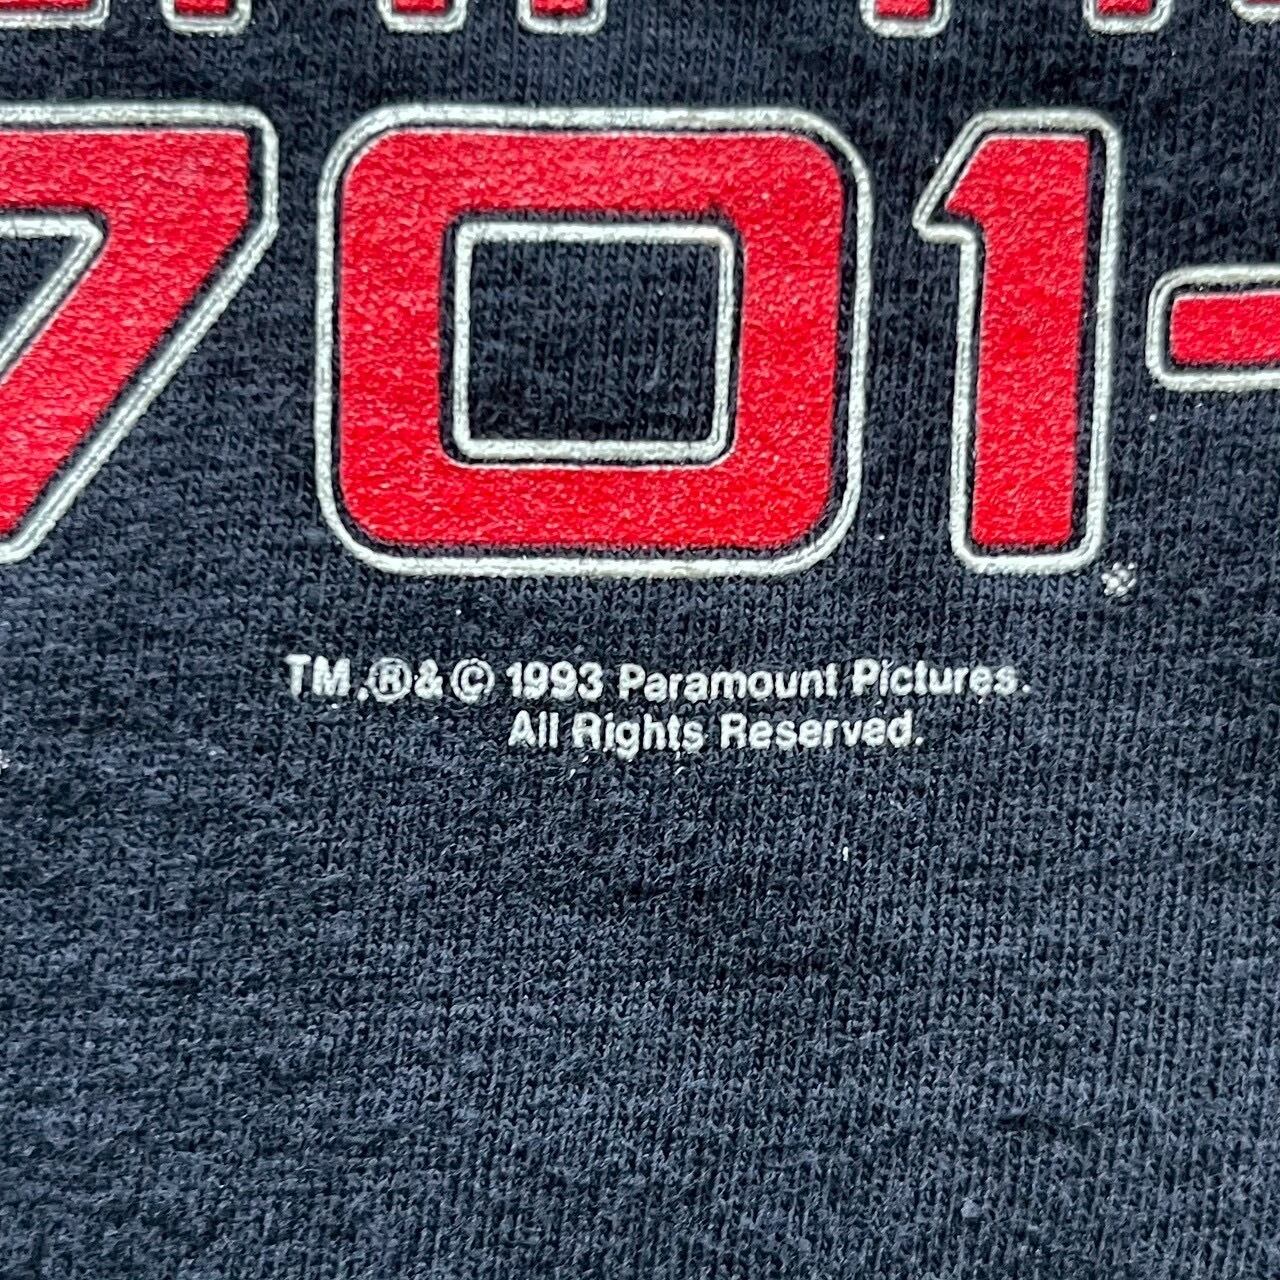 701-
TM,®&© 1993 Paramount Pictures.
All Rights Reserved.